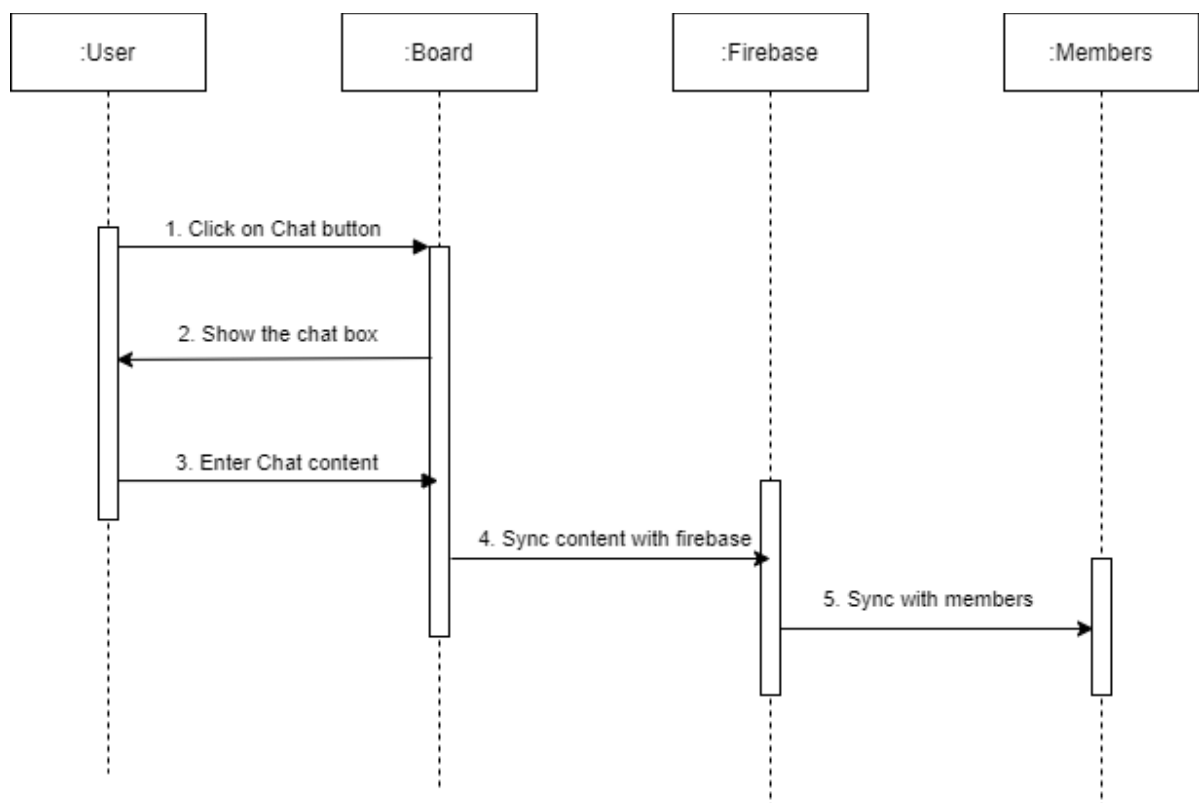 :User
:Board
:Firebase
:Members
1. Click on Chat button
2. Show the chat box
3. Enter Chat content
4. Sync content with firebase
5. Sync with members